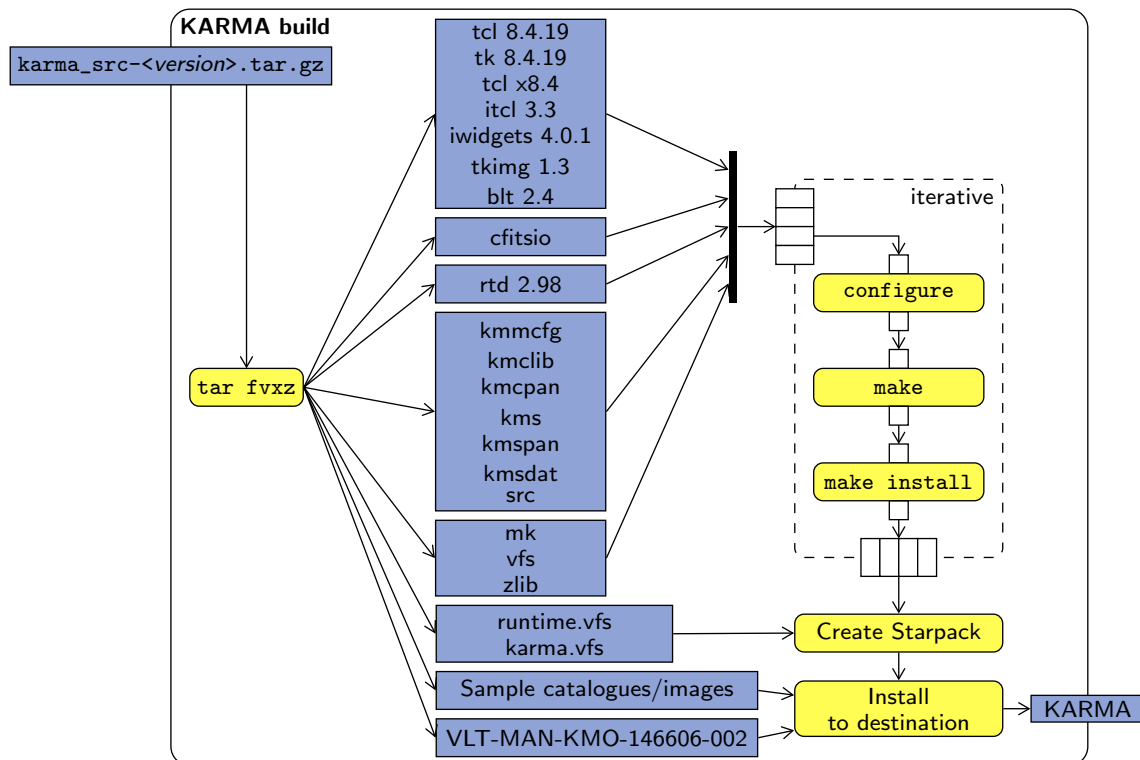 KARMA build
karma_src-<version>.tar.gz
tar fvxz
tcl 8.4.19
tk 8.4.19
tcl x8.4
itcl 3.3
iwidgets 4.0.1
tkimg 1.3
blt 2.4
cfitsio
rtd 2.98
kmmcfg
kmclib
kmcpan
kms
kmspan
kmsdat
src
mk
vfs
zlib
runtime.vfs
karma.vfs
Sample catalogues/images
VLT-MAN-KMO-146606-002
iterative
configure
make
make install
Create Starpack
Install
to destination
KARMA